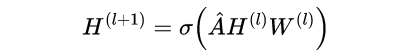 H^{(l+1)} = σ(ÂH^{(l)}W^{(l)})